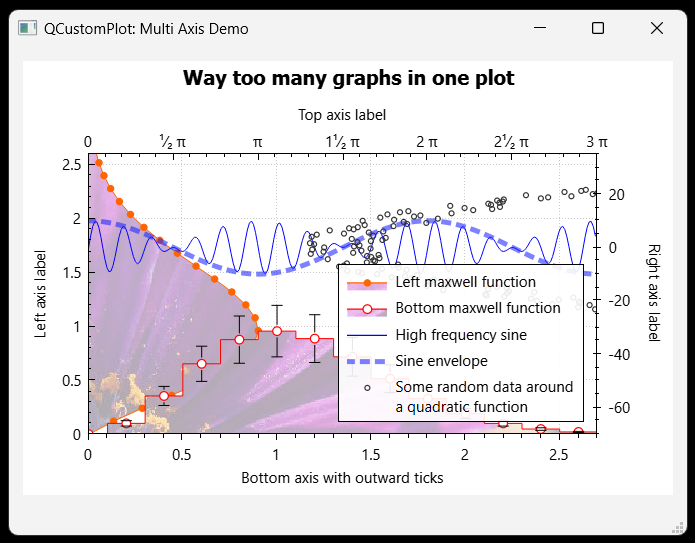 QCustomPlot: Multi Axis Demo
Way too many graphs in one plot
Top axis label
0 ½ π π 1½ π 2 π 2½ π 3 π
2.5
2
1.5
1
0.5
0
Left axis label
20
0
-20
-40
-60
Right axis label
Left maxwell function
Bottom maxwell function
High frequency sine
Sine envelope
Some random data around
a quadratic function
0 0.5 1 1.5 2 2.5
Bottom axis with outward ticks